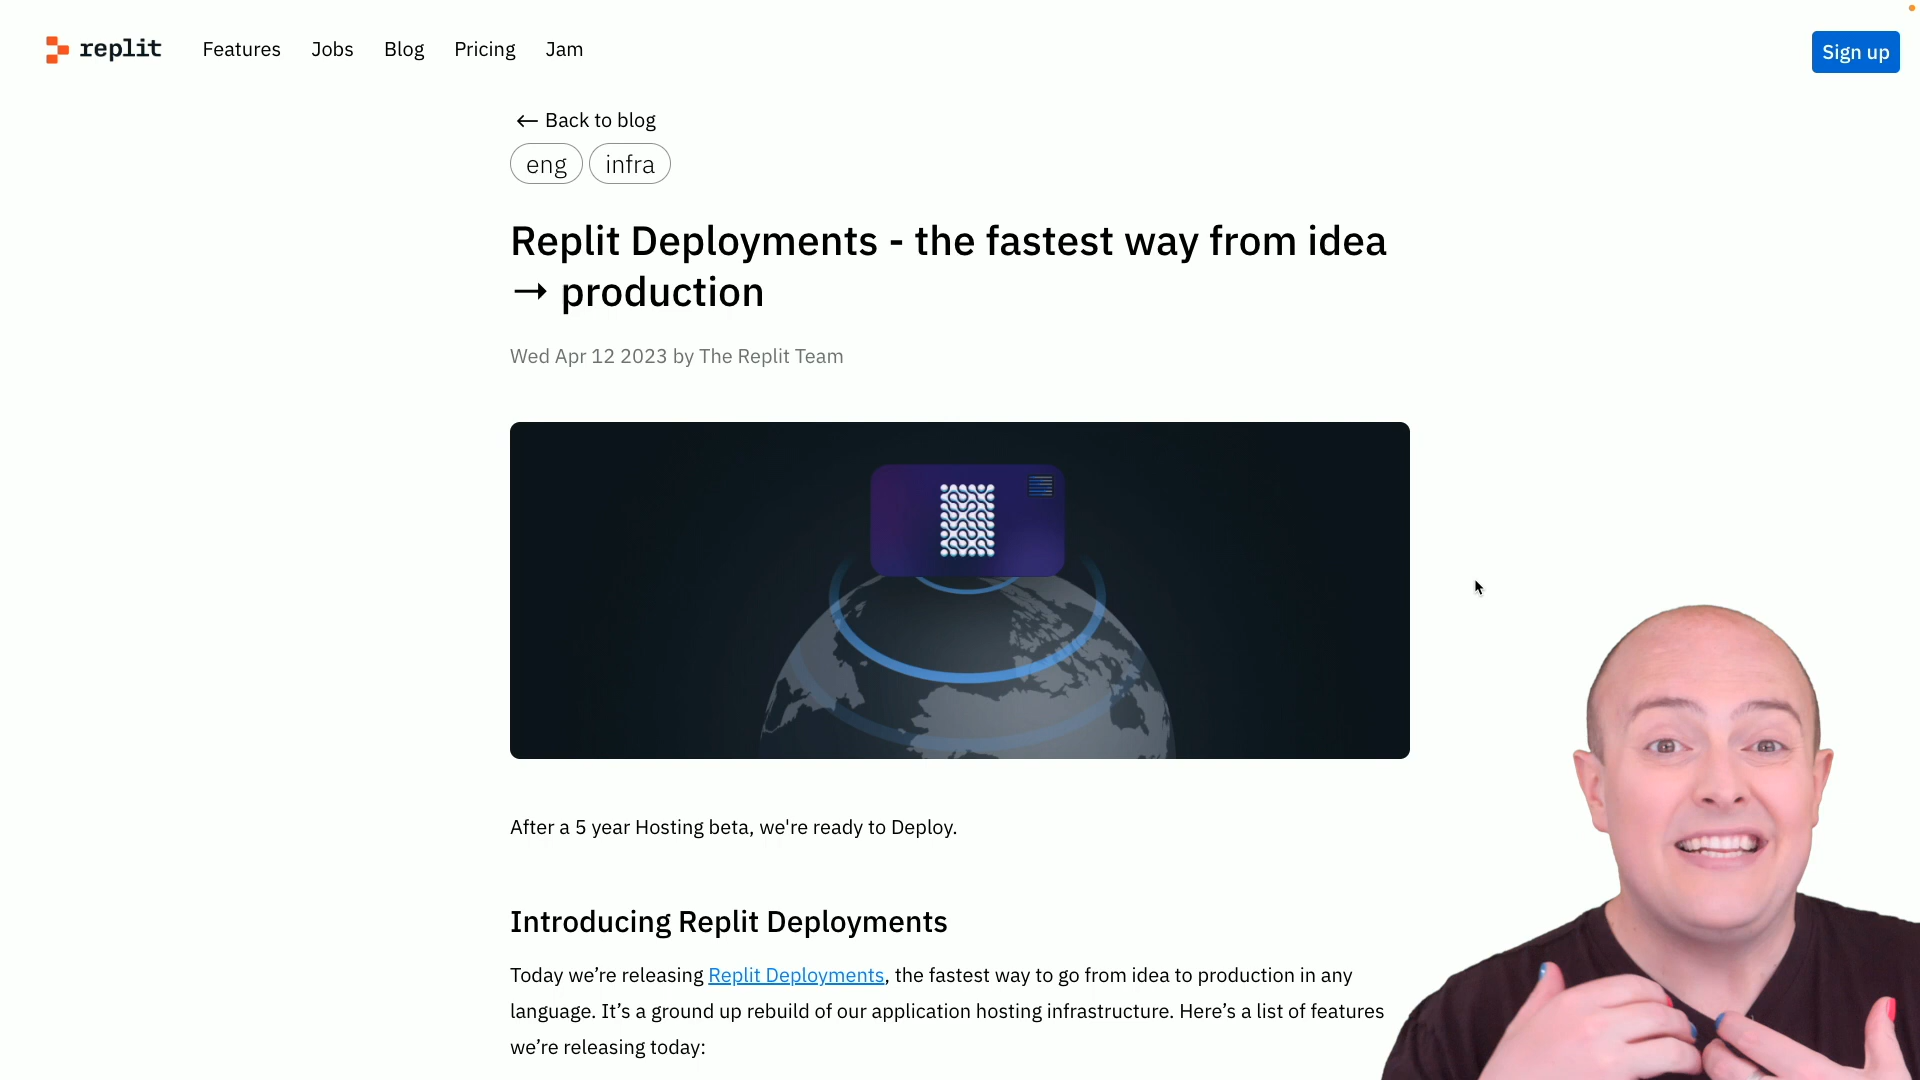 replit
Features
Jobs
Blog
Pricing
Jam
Sign up
← Back to blog
eng
infra
Replit Deployments - the fastest way from idea
→ production
Wed Apr 12 2023 by The Replit Team
After a 5 year Hosting beta, we're ready to Deploy.
Introducing Replit Deployments
Today we’re releasing Replit Deployments, the fastest way to go from idea to production in any
language. It’s a ground up rebuild of our application hosting infrastructure. Here’s a list of features
we’re releasing today: